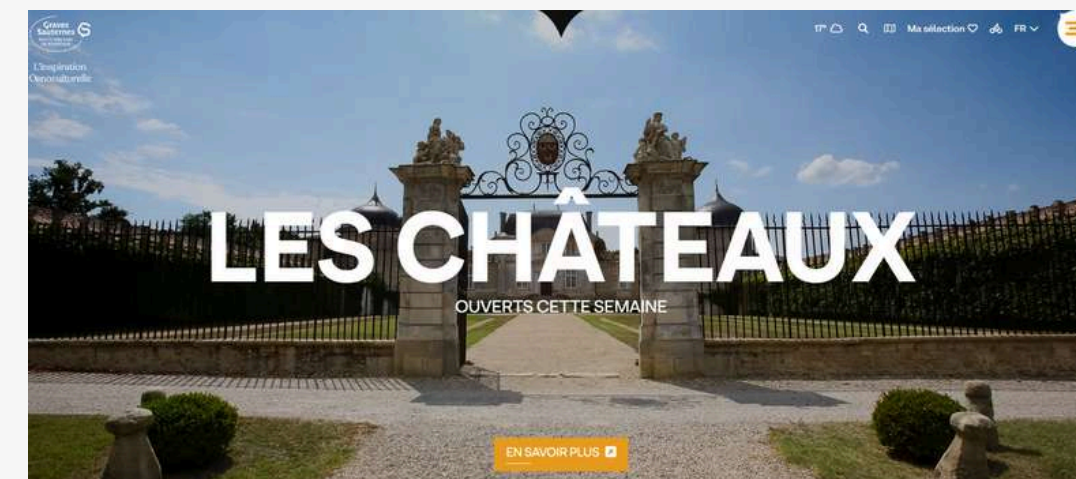 Graves
Sauternes
L'Inspiration
Oenoculturelle
17°
Ma sélection
FR
LES CHÂTEAUX
OUVERTS CETTE SEMAINE
EN SAVOIR PLUS